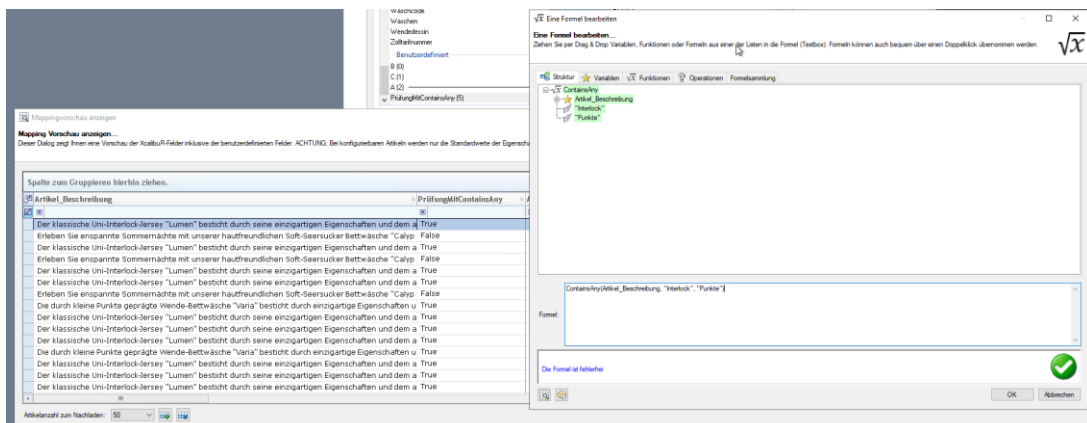 Waschcode
Waschen
Wendedessin
Zolltarifnummer
Benutzerdefiniert
B (0)
C (1)
A (2)
PrüfungMitContainsAny (5)
Mappingvorschau anzeigen
Mapping Vorschau anzeigen...
Dieser Dialog zeigt Ihnen eine Vorschau der XcalibuR-Felder inklusive der benutzerdefinierten Felder. ACHTUNG: Bei konfigurierbaren Artikeln werden nur die Standardwerte der Eigensch
Spalte zum Gruppieren hierhin ziehen.
Artikel_Beschreibung PrüfungMitContainsAny
Der klassische Uni-Interlock-Jersey "Lumen" besticht durch seine einzigartigen Eigenschaften und dem a True
Erleben Sie enspannte Sommernächte mit unserer hautfreundlichen Soft-Seersucker Bettwäsche "Calyp False
Der klassische Uni-Interlock-Jersey "Lumen" besticht durch seine einzigartigen Eigenschaften und dem a True
Erleben Sie enspannte Sommernächte mit unserer hautfreundlichen Soft-Seersucker Bettwäsche "Calyp False
Der klassische Uni-Interlock-Jersey "Lumen" besticht durch seine einzigartigen Eigenschaften und dem a True
Der klassische Uni-Interlock-Jersey "Lumen" besticht durch seine einzigartigen Eigenschaften und dem a True
Erleben Sie enspannte Sommernächte mit unserer hautfreundlichen Soft-Seersucker Bettwäsche "Calyp False
Die durch kleine Punkte geprägte Wende-Bettwäsche "Varia" besticht durch einzigartige Eigenschaften u True
Der klassische Uni-Interlock-Jersey "Lumen" besticht durch seine einzigartigen Eigenschaften und dem a True
Der klassische Uni-Interlock-Jersey "Lumen" besticht durch seine einzigartigen Eigenschaften und dem a True
Der klassische Uni-Interlock-Jersey "Lumen" besticht durch seine einzigartigen Eigenschaften und dem a True
Die durch kleine Punkte geprägte Wende-Bettwäsche "Varia" besticht durch einzigartige Eigenschaften u True
Der klassische Uni-Interlock-Jersey "Lumen" besticht durch seine einzigartigen Eigenschaften und dem a True
Der klassische Uni-Interlock-Jersey "Lumen" besticht durch seine einzigartigen Eigenschaften und dem a True
Der klassische Uni-Interlock-Jersey "Lumen" besticht durch seine einzigartigen Eigenschaften und dem a True
Artikelanzahl zum Nachladen: 50
√x Eine Formel bearbeiten
Eine Formel bearbeiten...
Ziehen Sie per Drag & Drop Variablen, Funktionen oder Formeln aus einer der Listen in die Formel (Textbox). Formeln können auch bequem über einen Doppelklick übernommen werden.
√x
Struktur Variablen √x Funktionen Operationen Formelsammlung
√x ContainsAny
Artikel_Beschreibung
"Interlock"
"Punkte"
Formel:
ContainsAny(Artikel_Beschreibung, "Interlock", "Punkte")
Die Formel ist fehlerfrei
OK Abbrechen